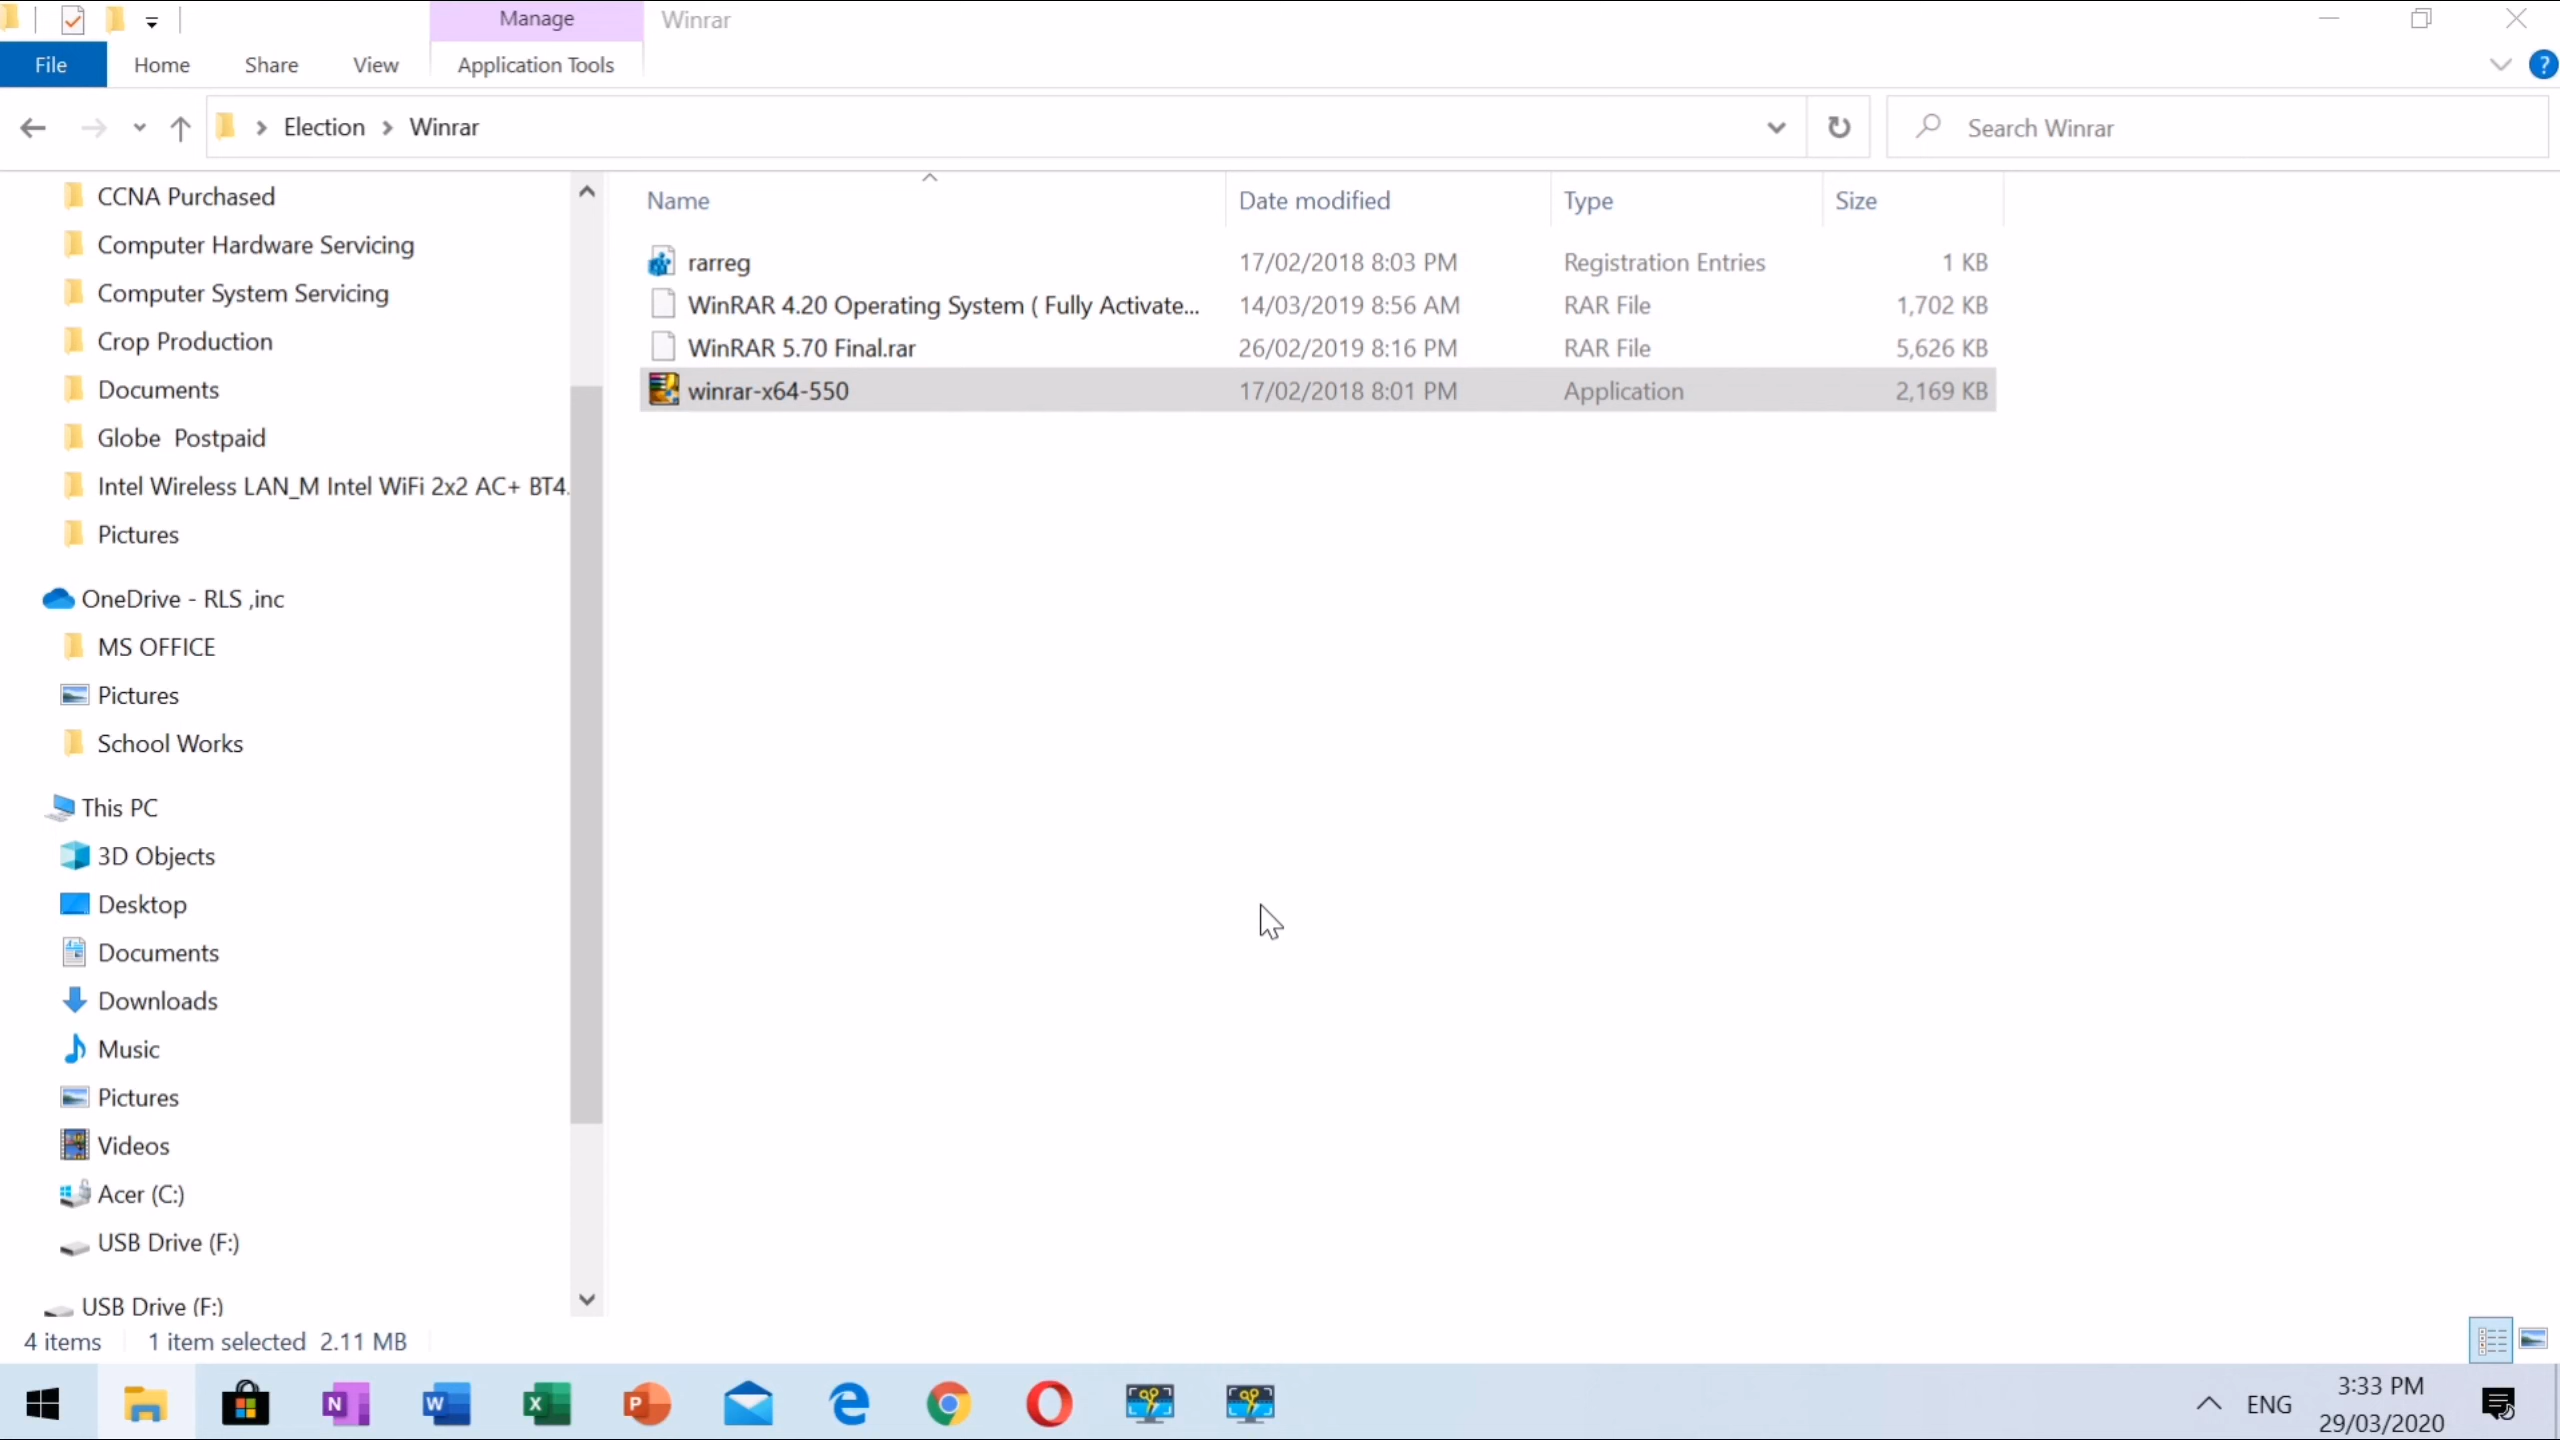 Manage
Winrar
File
Home
Share
View
Application Tools
?
Election
Winrar
Search Winrar
Name
Date modified
Type
Size
rarreg
17/02/2018 8:03 PM
Registration Entries
1 KB
WinRAR 4.20 Operating System ( Fully Activate...
14/03/2019 8:56 AM
RAR File
1,702 KB
WinRAR 5.70 Final.rar
26/02/2019 8:16 PM
RAR File
5,626 KB
winrar-x64-550
17/02/2018 8:01 PM
Application
2,169 KB
CCNA Purchased
Computer Hardware Servicing
Computer System Servicing
Crop Production
Documents
Globe  Postpaid
Intel Wireless LAN_M Intel WiFi 2x2 AC+ BT4.
Pictures
OneDrive - RLS ,inc
MS OFFICE
Pictures
School Works
This PC
3D Objects
Desktop
Documents
Downloads
Music
Pictures
Videos
Acer (C:)
USB Drive (F:)
USB Drive (F:)
4 items
1 item selected  2.11 MB
N
W
X
P
ENG
3:33 PM
29/03/2020